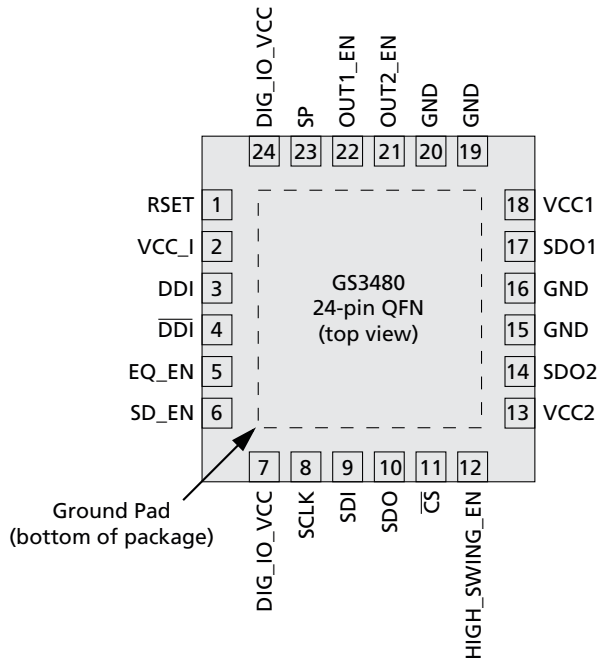 DIG_IO_VCC
SP
OUT1_EN
OUT2_EN
GND
GND
24 23 22 21 20 19
RSET 1
VCC_I 2
DDI 3
D̅D̅I̅ 4
EQ_EN 5
SD_EN 6
18 VCC1
17 SDO1
16 GND
15 GND
14 SDO2
13 VCC2
GS3480
24-pin QFN
(top view)
7 8 9 10 11 12
DIG_IO_VCC
SCLK
SDI
SDO
C̅S̅
HIGH_SWING_EN
Ground Pad
(bottom of package)